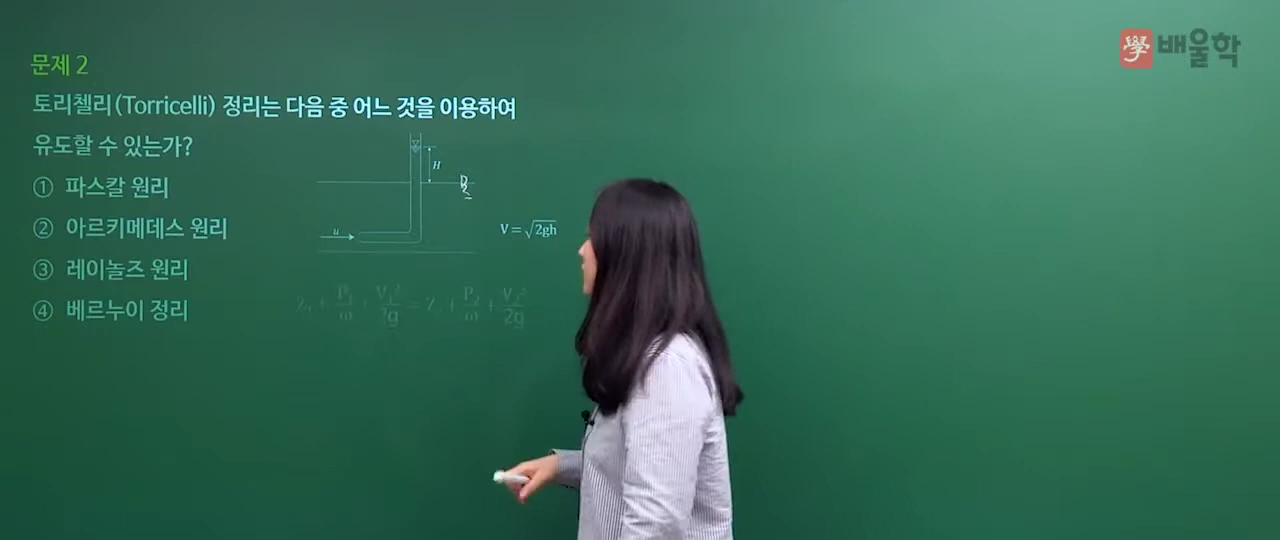 學 배울학
문제 2
토리첼리(Torricelli) 정리는 다음 중 어느 것을 이용하여
유도할 수 있는가?
① 파스칼 원리
② 아르키메데스 원리
③ 레이놀즈 원리
④ 베르누이 정리
H
u
V = √2gh